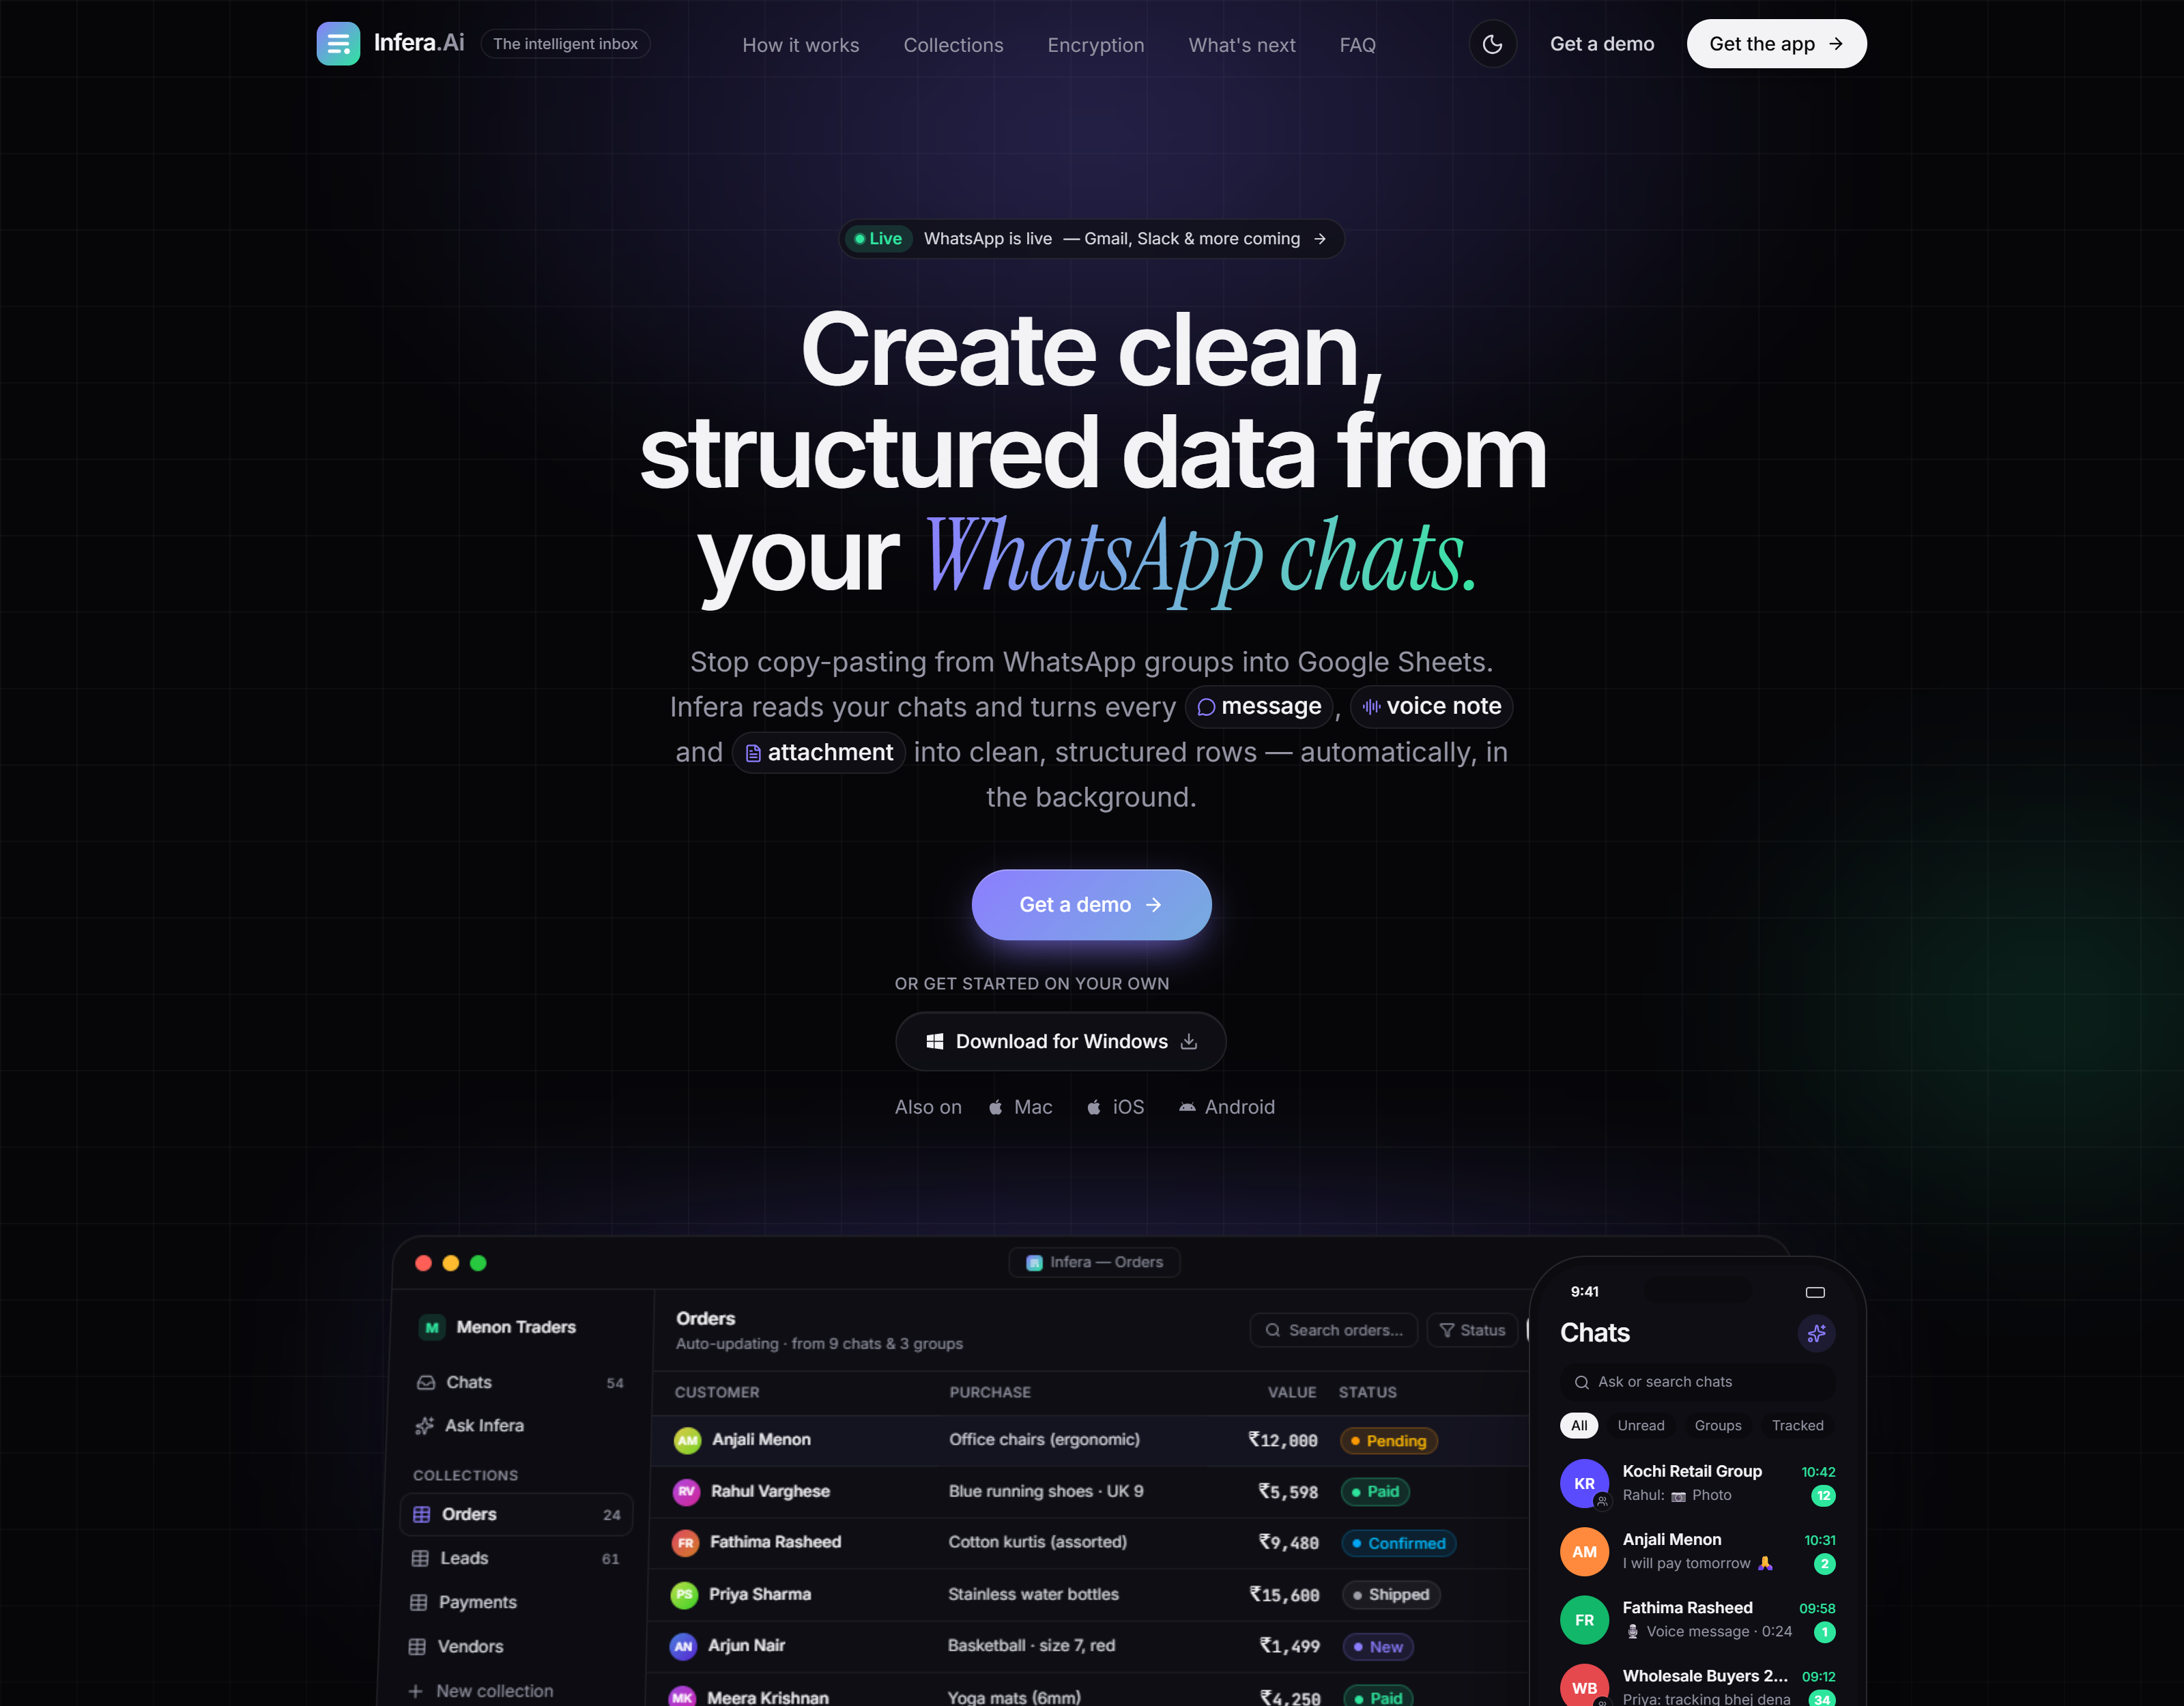 Infera.Ai The intelligent inbox How it works Collections Encryption What's next FAQ Get a demo Get the app →
Live WhatsApp is live — Gmail, Slack & more coming →
Create clean,
structured data from
your WhatsApp chats.
Stop copy-pasting from WhatsApp groups into Google Sheets.
Infera reads your chats and turns every message, voice note
and attachment into clean, structured rows — automatically, in
the background.
Get a demo →
OR GET STARTED ON YOUR OWN
Download for Windows
Also on Mac iOS Android
Infera — Orders
Menon Traders
M
Chats 54
Ask Infera
COLLECTIONS
Orders 24
Leads 61
Payments
Vendors
+ New collection
Orders
Auto-updating · from 9 chats & 3 groups
Search orders... Status
CUSTOMER PURCHASE VALUE STATUS
AM Anjali Menon Office chairs (ergonomic) ₹12,000 Pending
RV Rahul Varghese Blue running shoes · UK 9 ₹5,598 Paid
FR Fathima Rasheed Cotton kurtis (assorted) ₹9,480 Confirmed
PS Priya Sharma Stainless water bottles ₹15,600 Shipped
AN Arjun Nair Basketball · size 7, red ₹1,499 New
MK Meera Krishnan Yoga mats (6mm) ₹4,250 Paid
9:41
Chats
Ask or search chats
All Unread Groups Tracked
KR Kochi Retail Group 10:42
Rahul: 📷 Photo 12
AM Anjali Menon 10:31
I will pay tomorrow 🙏 2
FR Fathima Rasheed 09:58
🎙 Voice message · 0:24 1
WB Wholesale Buyers 2... 09:12
Priya: tracking bhej dena 34